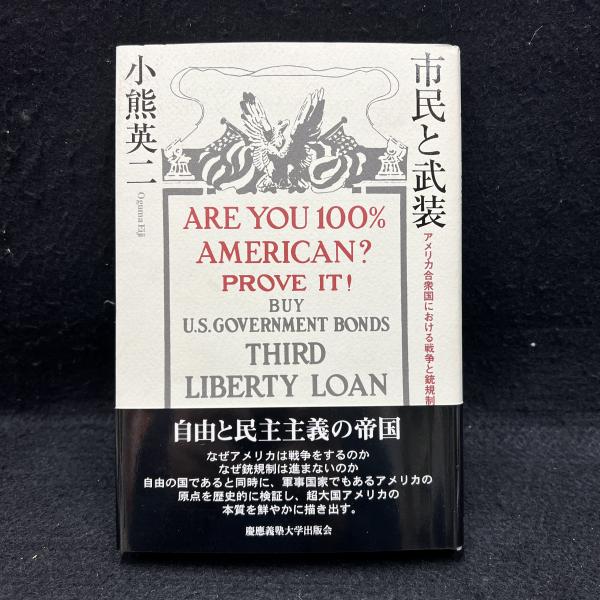 市民と武装
アメリカ合衆国における戦争と銃規制
小熊英二
Oguma Eiji
ARE YOU 100%
AMERICAN?
PROVE IT!
BUY
U.S. GOVERNMENT BONDS
THIRD
LIBERTY LOAN
自由と民主主義の帝国
なぜアメリカは戦争をするのか
なぜ銃規制は進まないのか
自由の国であると同時に、軍事国家でもあるアメリカの
原点を歴史的に検証し、超大国アメリカの
本質を鮮やかに描き出す。
慶應義塾大学出版会